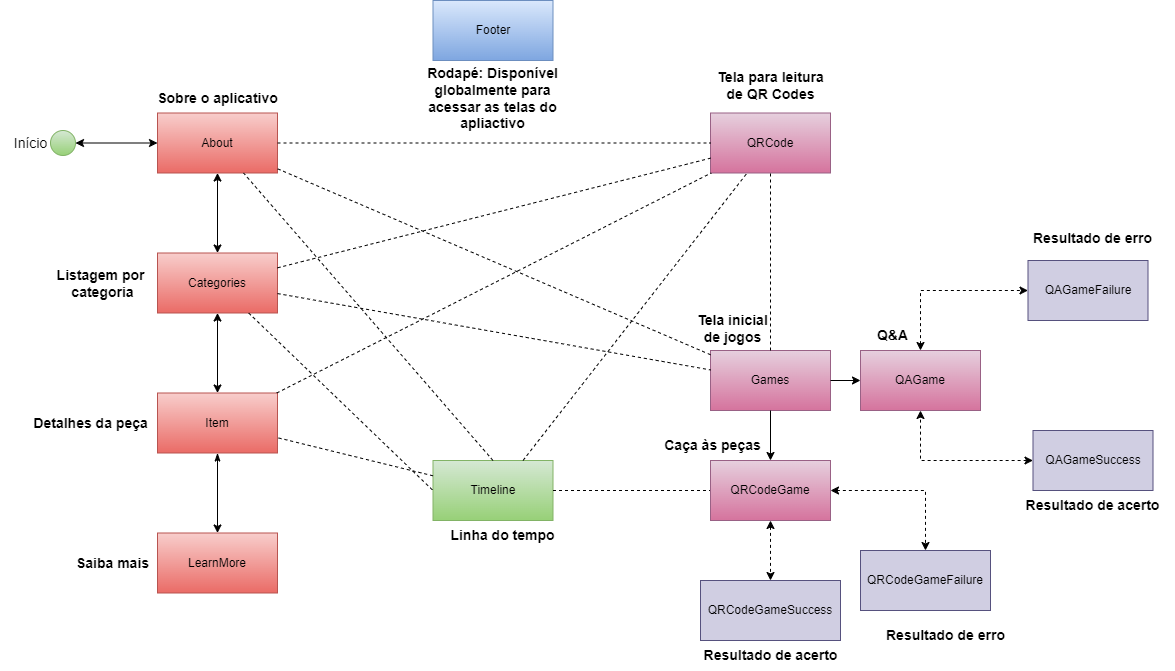 Footer
Rodapé: Disponível
globalmente para
acessar as telas do
apliactivo
Tela para leitura
de QR Codes
Sobre o aplicativo
Início
About
QRCode
Resultado de erro
Listagem por
categoria
Categories
QAGameFailure
Tela inicial
de jogos
Q&A
Games
QAGame
Detalhes da peça
Item
Caça às peças
QAGameSuccess
Resultado de acerto
Timeline
Linha do tempo
QRCodeGame
Saiba mais
LearnMore
QRCodeGameFailure
Resultado de erro
QRCodeGameSuccess
Resultado de acerto